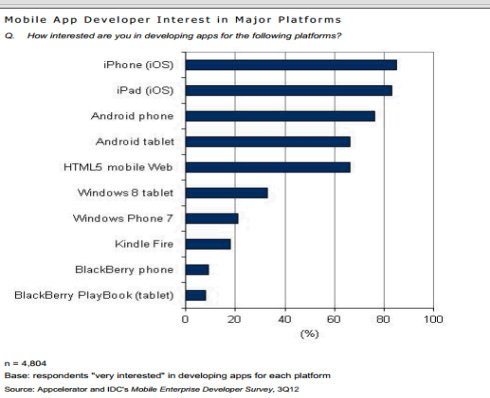 Mobile App Developer Interest in Major Platforms
Q. How interested are you in developing apps for the following platforms?
iPhone (iOS)
iPad (iOS)
Android phone
Android tablet
HTML5 mobile Web
Windows 8 tablet
Windows Phone 7
Kindle Fire
BlackBerry phone
BlackBerry PlayBook (tablet)
0 20 40 60 80 100
(%)
n = 4,804
Base: respondents "very interested" in developing apps for each platform
Source: Appcelerator and IDC's Mobile Enterprise Developer Survey, 3Q12